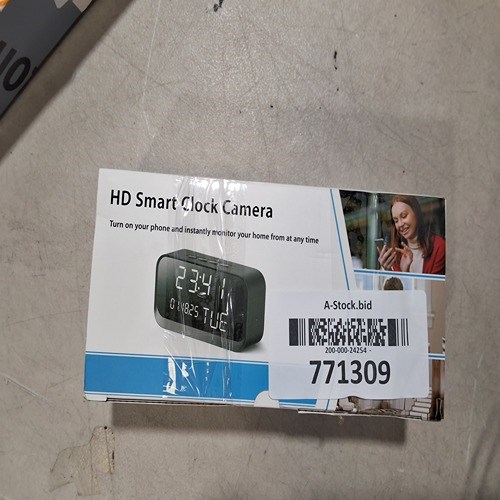 HD Smart Clock Camera
Turn on your phone and instantly monitor your home from at any time
23:41
TUE
A-Stock.bid
200-000-24254 -
771309